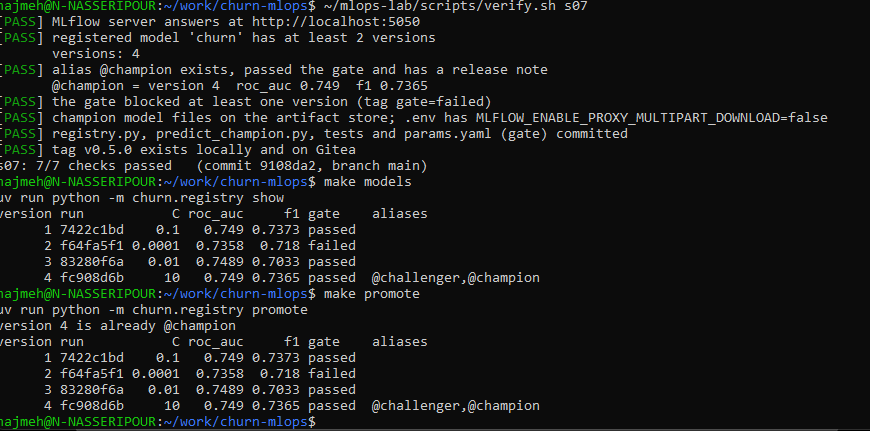 najmeh@N-NASSERIPOUR:~/work/churn-mlops$ ~/mlops-lab/scripts/verify.sh s07
[PASS] MLflow server answers at http://localhost:5050
[PASS] registered model 'churn' has at least 2 versions
versions: 4
[PASS] alias @champion exists, passed the gate and has a release note
@champion = version 4 roc_auc 0.749 f1 0.7365
[PASS] the gate blocked at least one version (tag gate=failed)
[PASS] champion model files on the artifact store; .env has MLFLOW_ENABLE_PROXY_MULTIPART_DOWNLOAD=false
[PASS] registry.py, predict_champion.py, tests and params.yaml (gate) committed
[PASS] tag v0.5.0 exists locally and on Gitea
s07: 7/7 checks passed (commit 9108da2, branch main)
najmeh@N-NASSERIPOUR:~/work/churn-mlops$ make models
uv run python -m churn.registry show
version run C roc_auc f1 gate aliases
1 7422c1bd 0.1 0.749 0.7373 passed
2 f64fa5f1 0.0001 0.7358 0.718 failed
3 83280f6a 0.01 0.7489 0.7033 passed
4 fc908d6b 10 0.749 0.7365 passed @challenger,@champion
najmeh@N-NASSERIPOUR:~/work/churn-mlops$ make promote
uv run python -m churn.registry promote
version 4 is already @champion
version run C roc_auc f1 gate aliases
1 7422c1bd 0.1 0.749 0.7373 passed
2 f64fa5f1 0.0001 0.7358 0.718 failed
3 83280f6a 0.01 0.7489 0.7033 passed
4 fc908d6b 10 0.749 0.7365 passed @challenger,@champion
najmeh@N-NASSERIPOUR:~/work/churn-mlops$